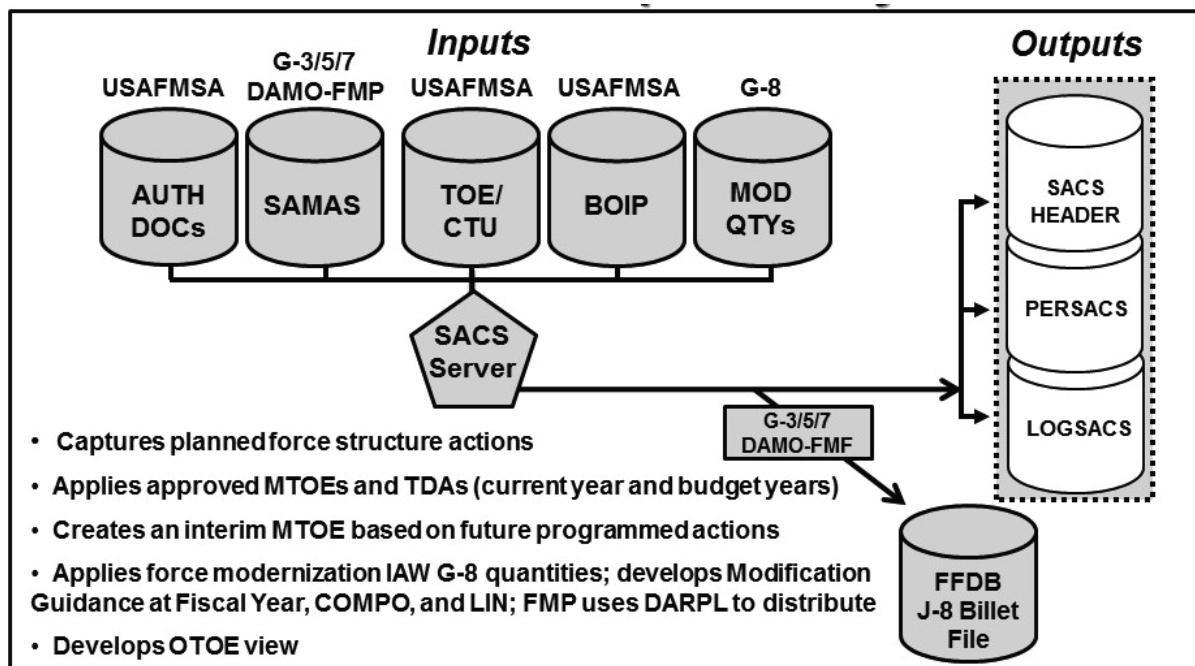 Inputs
Outputs
USAFMSA
G-3/5/7
DAMO-FMP
USAFMSA
USAFMSA
G-8
AUTH
DOCs
SAMAS
TOE/
CTU
BOIP
MOD
QTYs
SACS
Server
SACS
HEADER
PERSACS
LOGSACS
G-3/5/7
DAMO-FMF
FFDB
J-8 Billet
File
• Captures planned force structure actions
• Applies approved MTOEs and TDAs (current year and budget years)
• Creates an interim MTOE based on future programmed actions
• Applies force modernization IAW G-8 quantities; develops Modification
Guidance at Fiscal Year, COMPO, and LIN; FMP uses DARPL to distribute
• Develops OTOE view